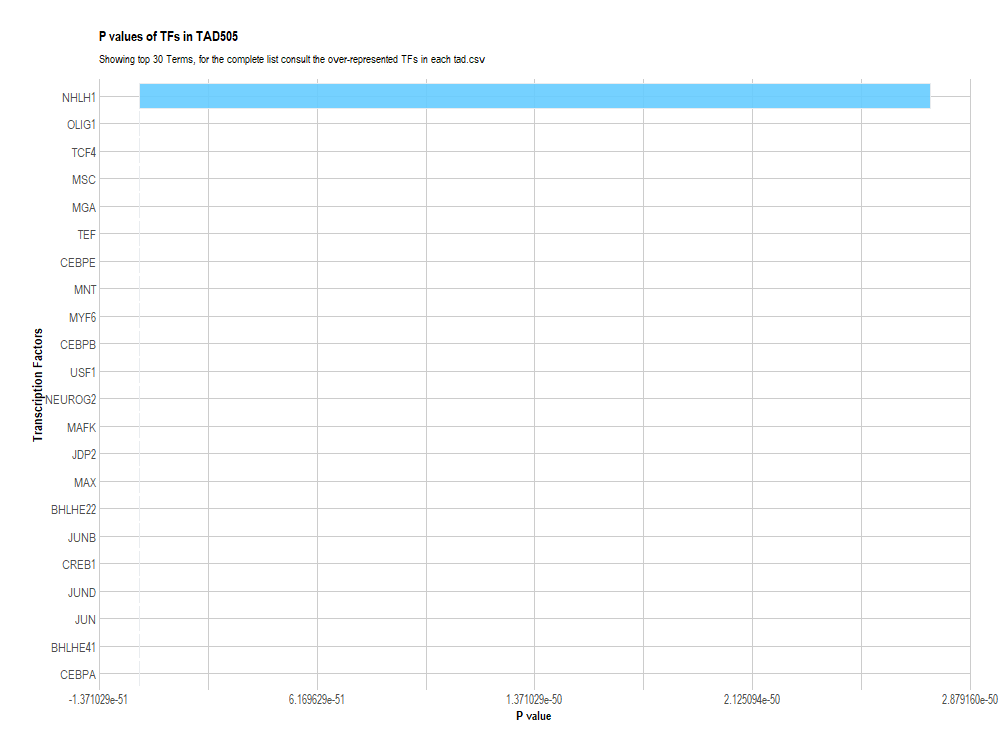 P values of TFs in TAD505
Showing top 30 Terms, for the complete list consult the over-represented TFs in each tad.csv
NHLH1
OLIG1
TCF4
MSC
MGA
TEF
CEBPE
MNT
MYF6
CEBPB
USF1
NEUROG2
MAFK
JDP2
MAX
BHLHE22
JUNB
CREB1
JUND
JUN
BHLHE41
CEBPA
Transcription Factors
-1.371029e-51 6.169629e-51 1.371029e-50 2.125094e-50 2.879160e-50
P value